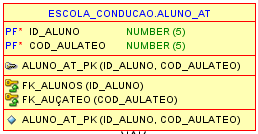 ESCOLA_CONDUCAO.ALUNO_AT
PF* ID_ALUNO NUMBER (5)
PF* COD_AULATEO NUMBER (5)
ALUNO_AT_PK (ID_ALUNO, COD_AULATEO)
FK_ALUNOS (ID_ALUNO)
FK_AUÇATEO (COD_AULATEO)
ALUNO_AT_PK (ID_ALUNO, COD_AULATEO)